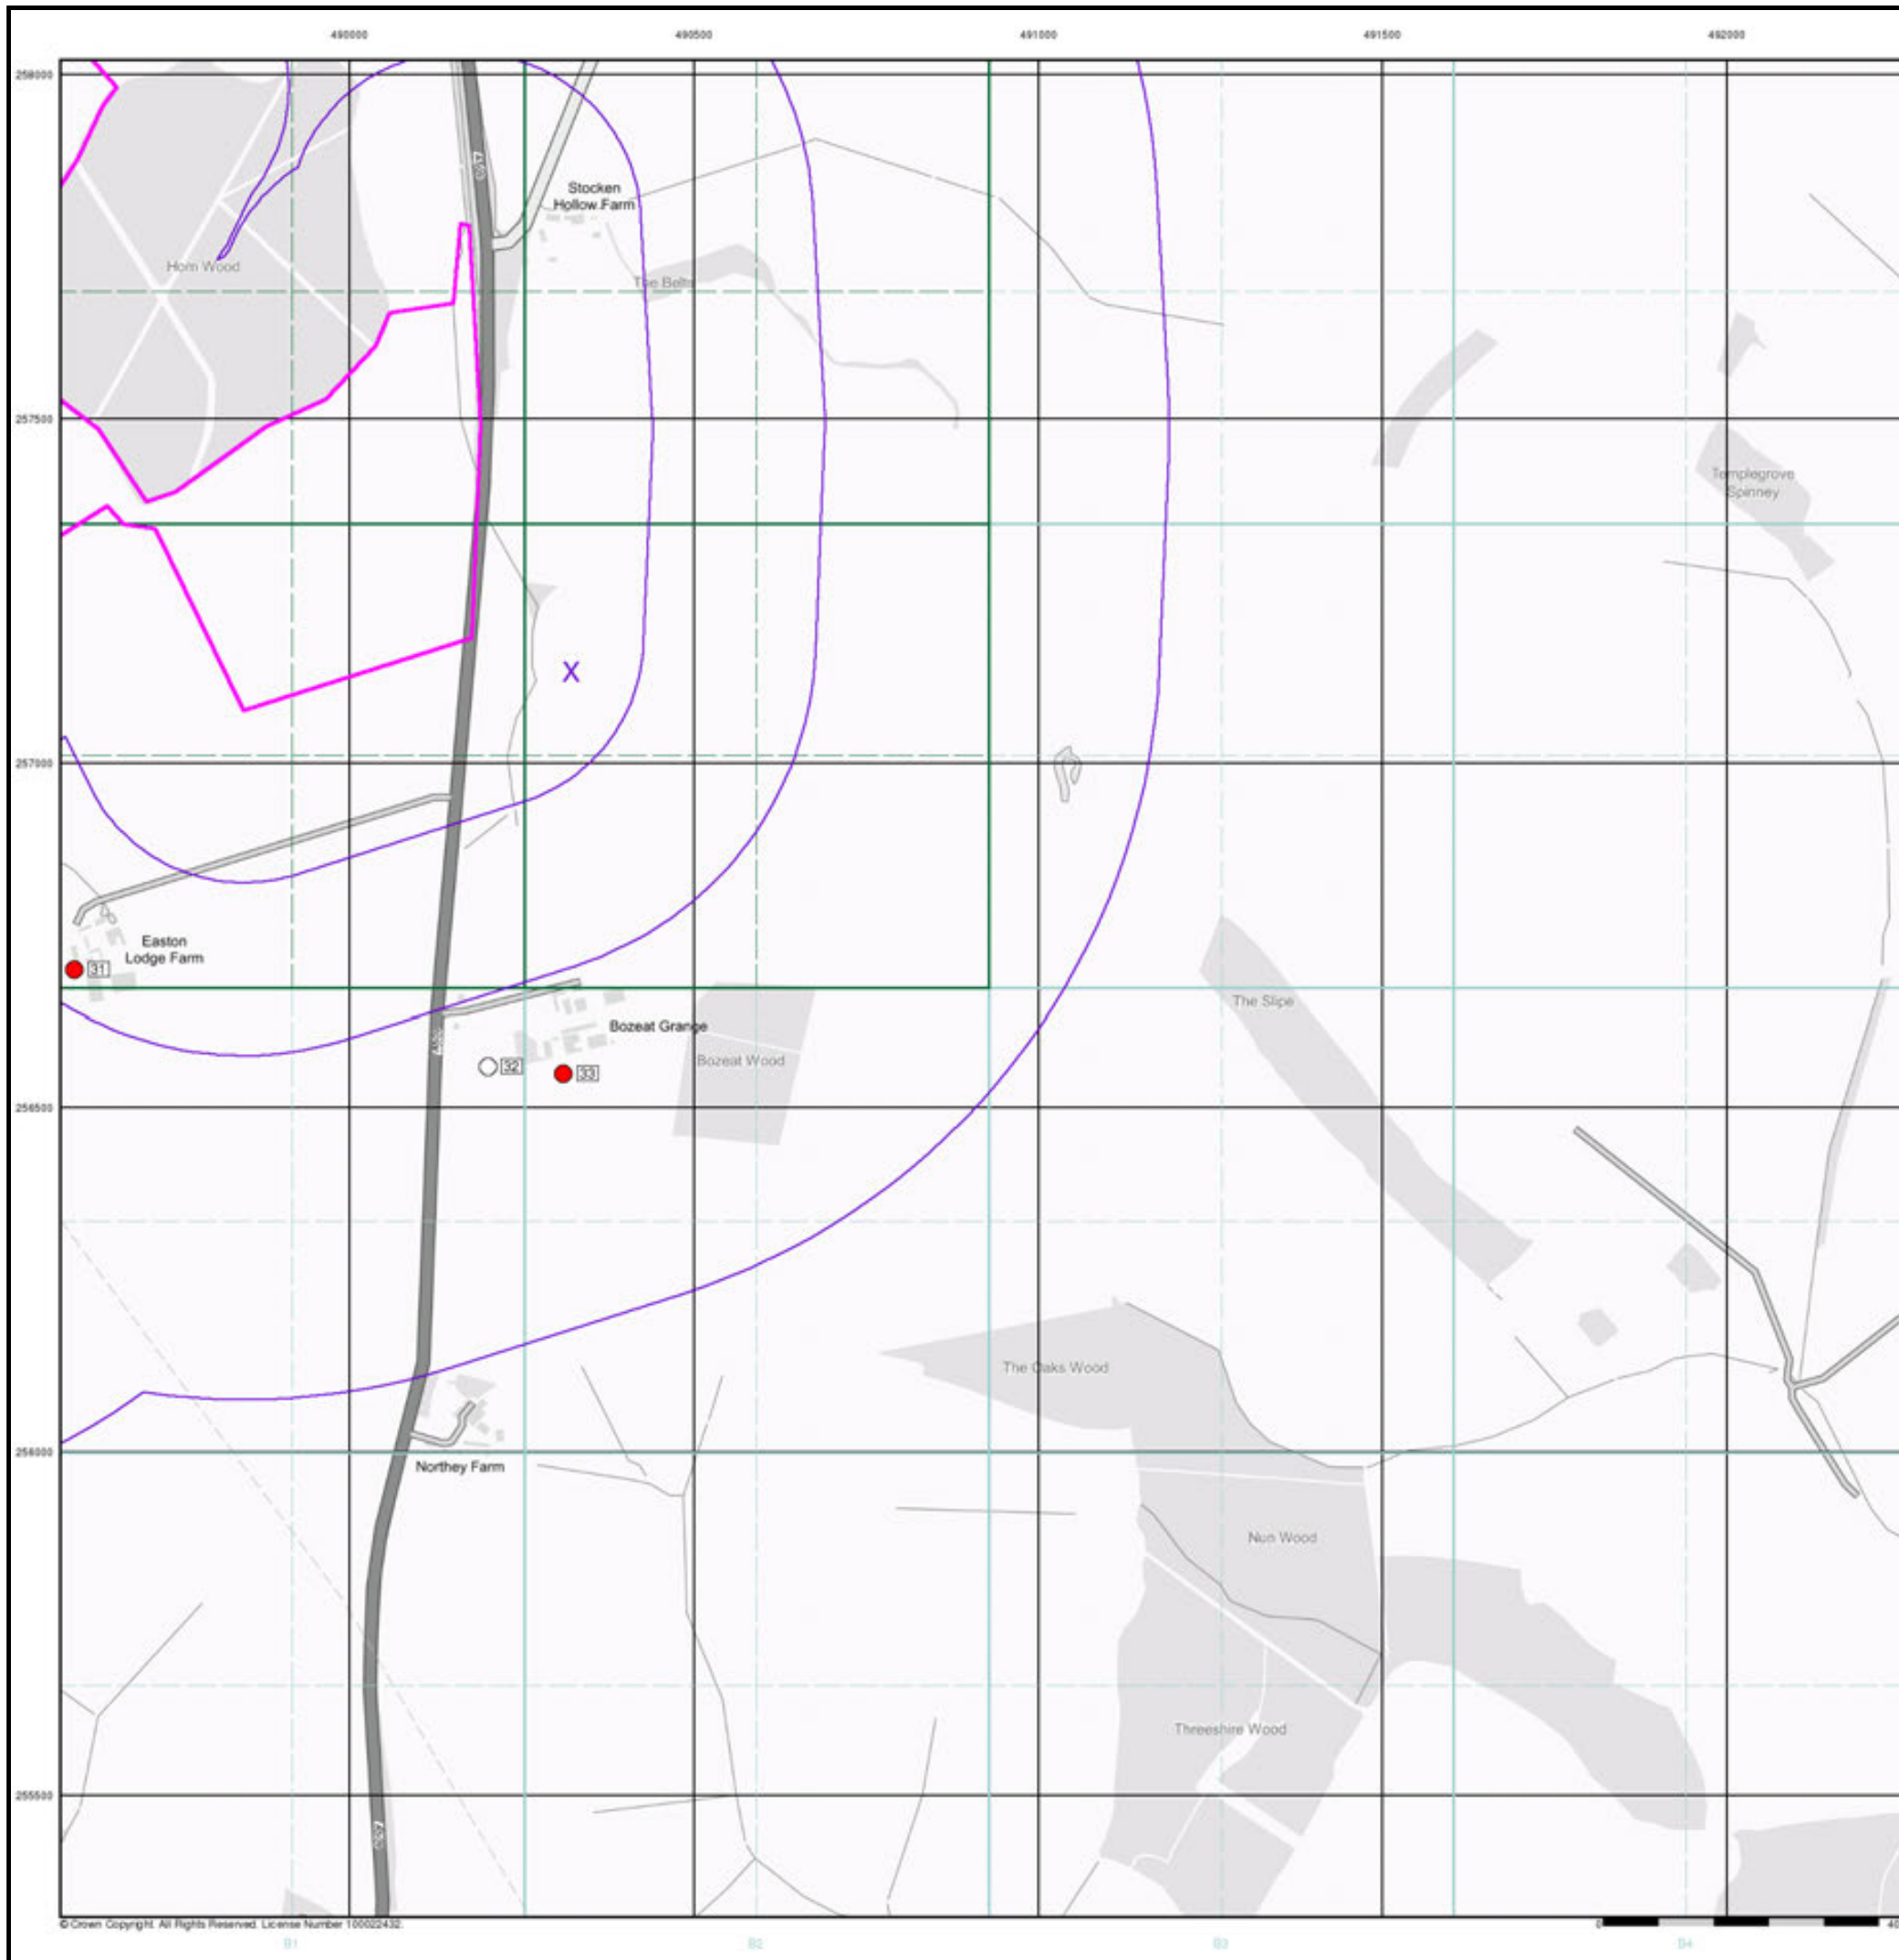 490000 490500 491000 491500 492000
258000
Stocken
Hollow Farm
Horn Wood
The Belts
257500
Templegrove
Spinney
X
257000
Easton
Lodge Farm
31
The Slipe
Bozeat Grange
Bozeat Wood
32
33
256500
The Oaks Wood
256000
Northey Farm
Nun Wood
Threeshire Wood
255500
© Crown Copyright. All Rights Reserved. License Number 100022432.
0
B1 B2 B3 B4